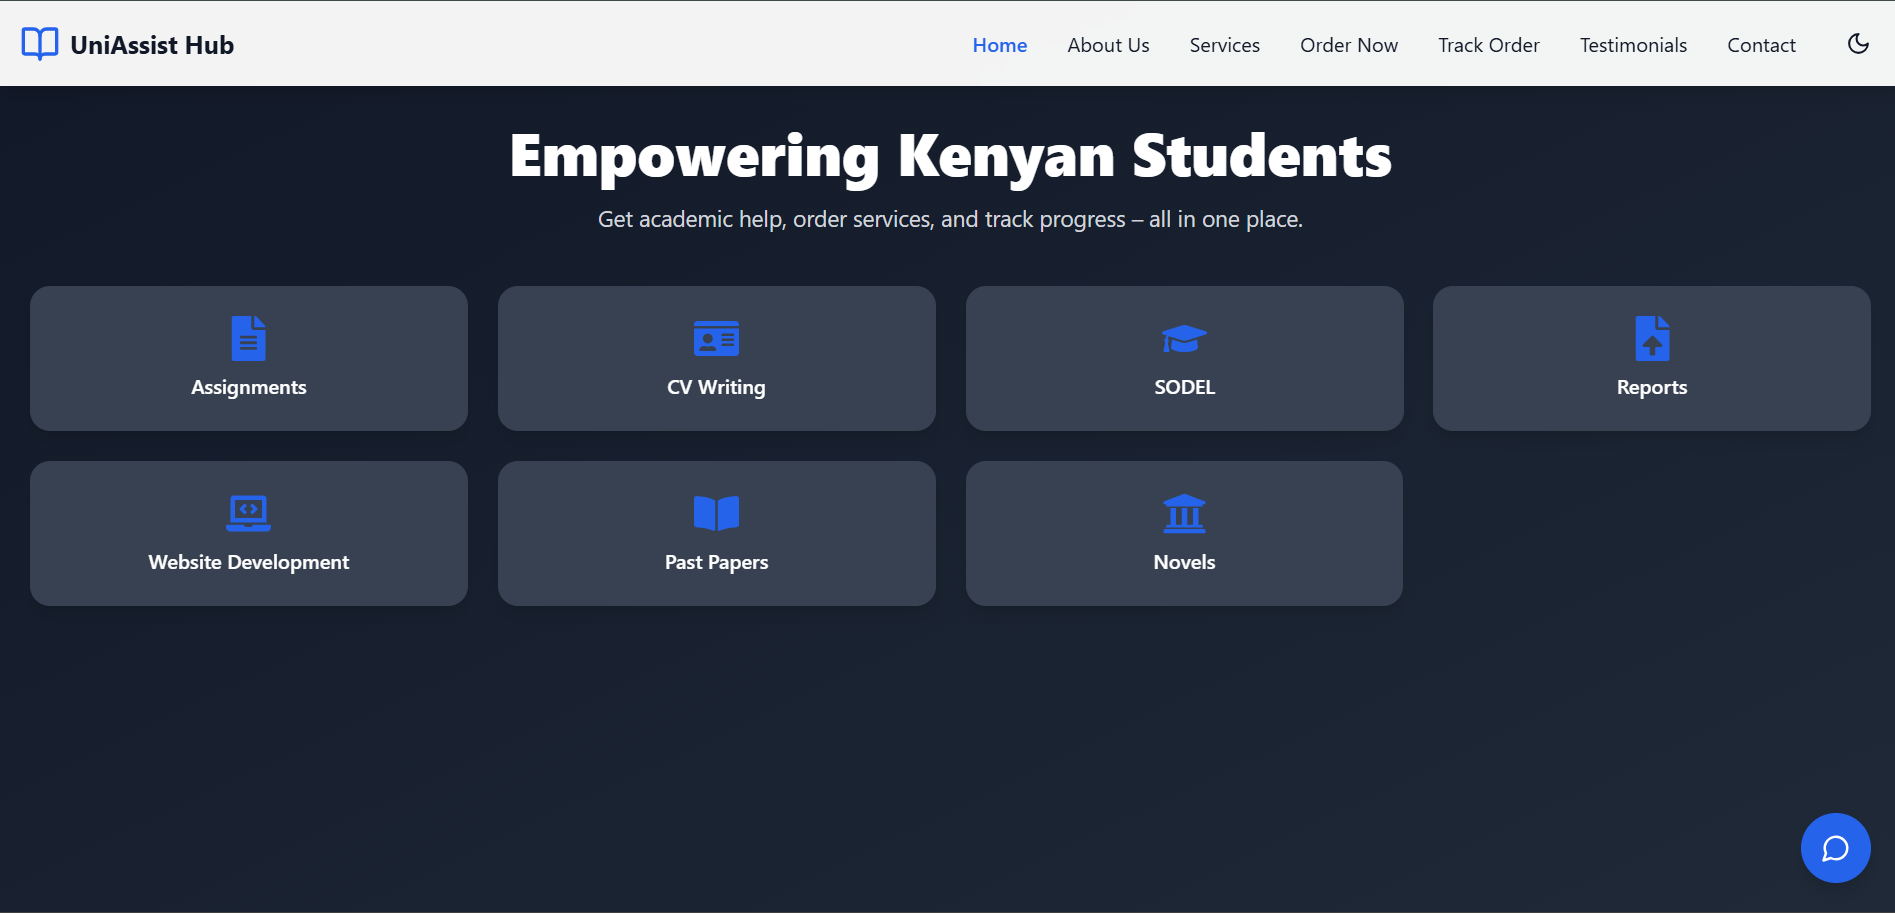 UniAssist Hub
Home About Us Services Order Now Track Order Testimonials Contact
Empowering Kenyan Students
Get academic help, order services, and track progress – all in one place.
Assignments
CV Writing
SODEL
Reports
Website Development
Past Papers
Novels